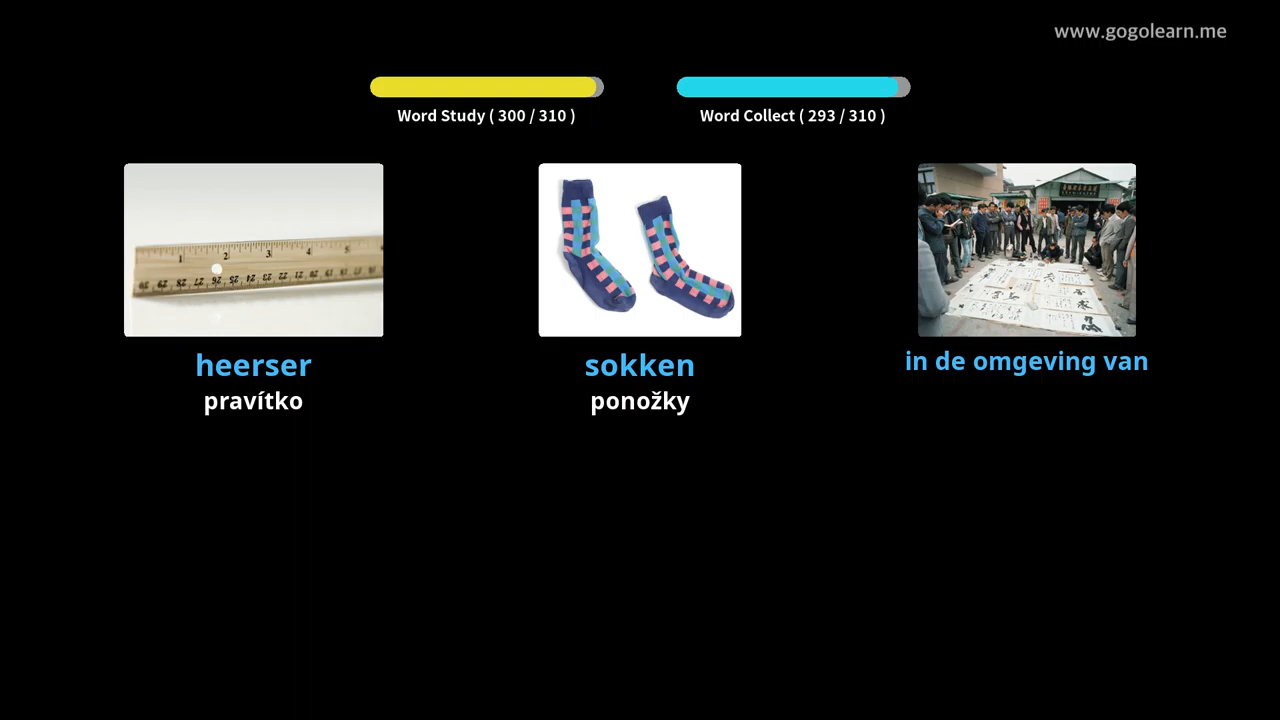 www.gogolearn.me
Word Study ( 300 / 310 )
Word Collect ( 293 / 310 )
heerser
pravítko
sokken
ponožky
in de omgeving van